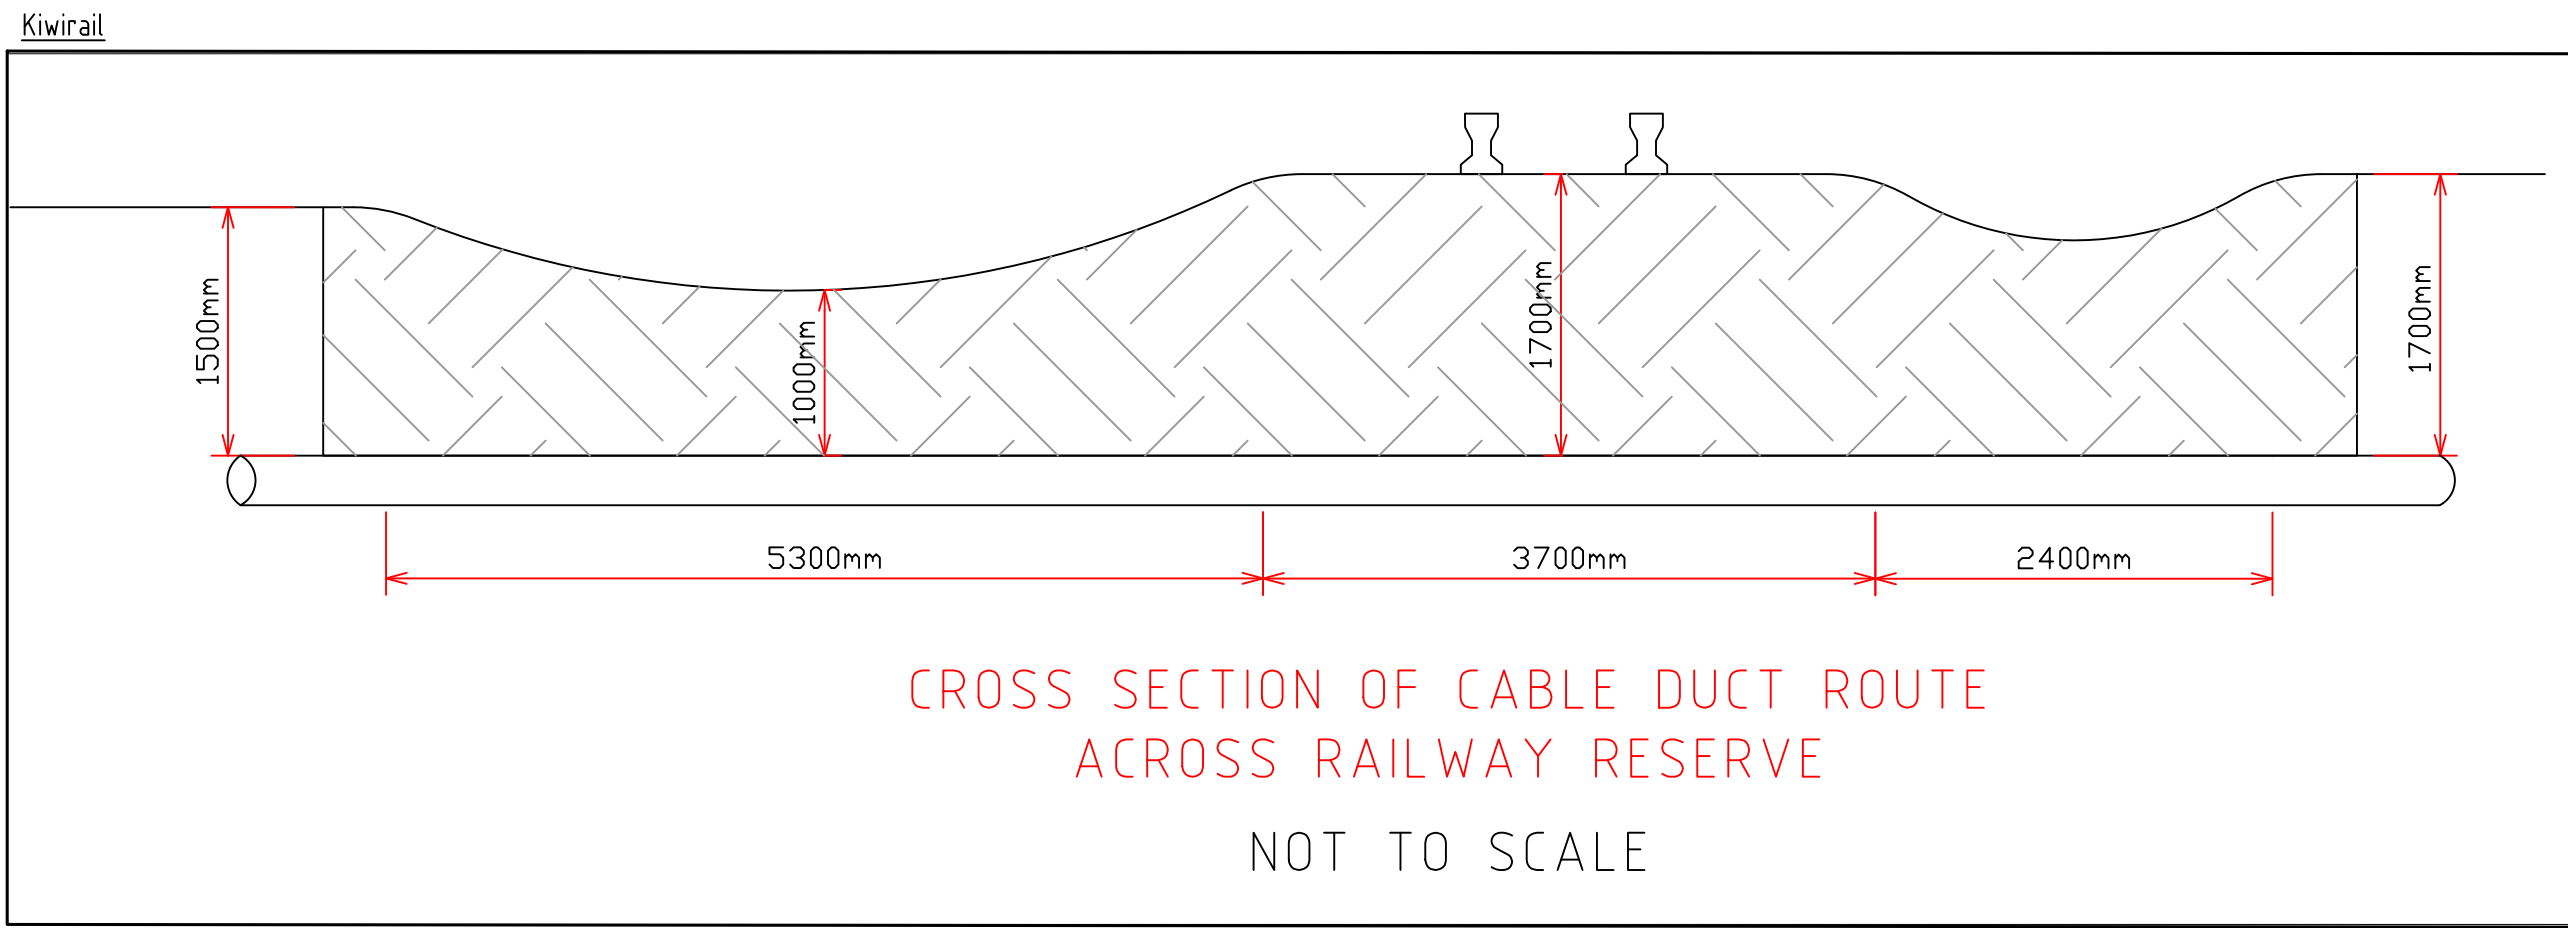 Kiwirail
1500mm
1000mm
1700mm
1700mm
5300mm
3700mm
2400mm
CROSS SECTION OF CABLE DUCT ROUTE
ACROSS RAILWAY RESERVE
NOT TO SCALE